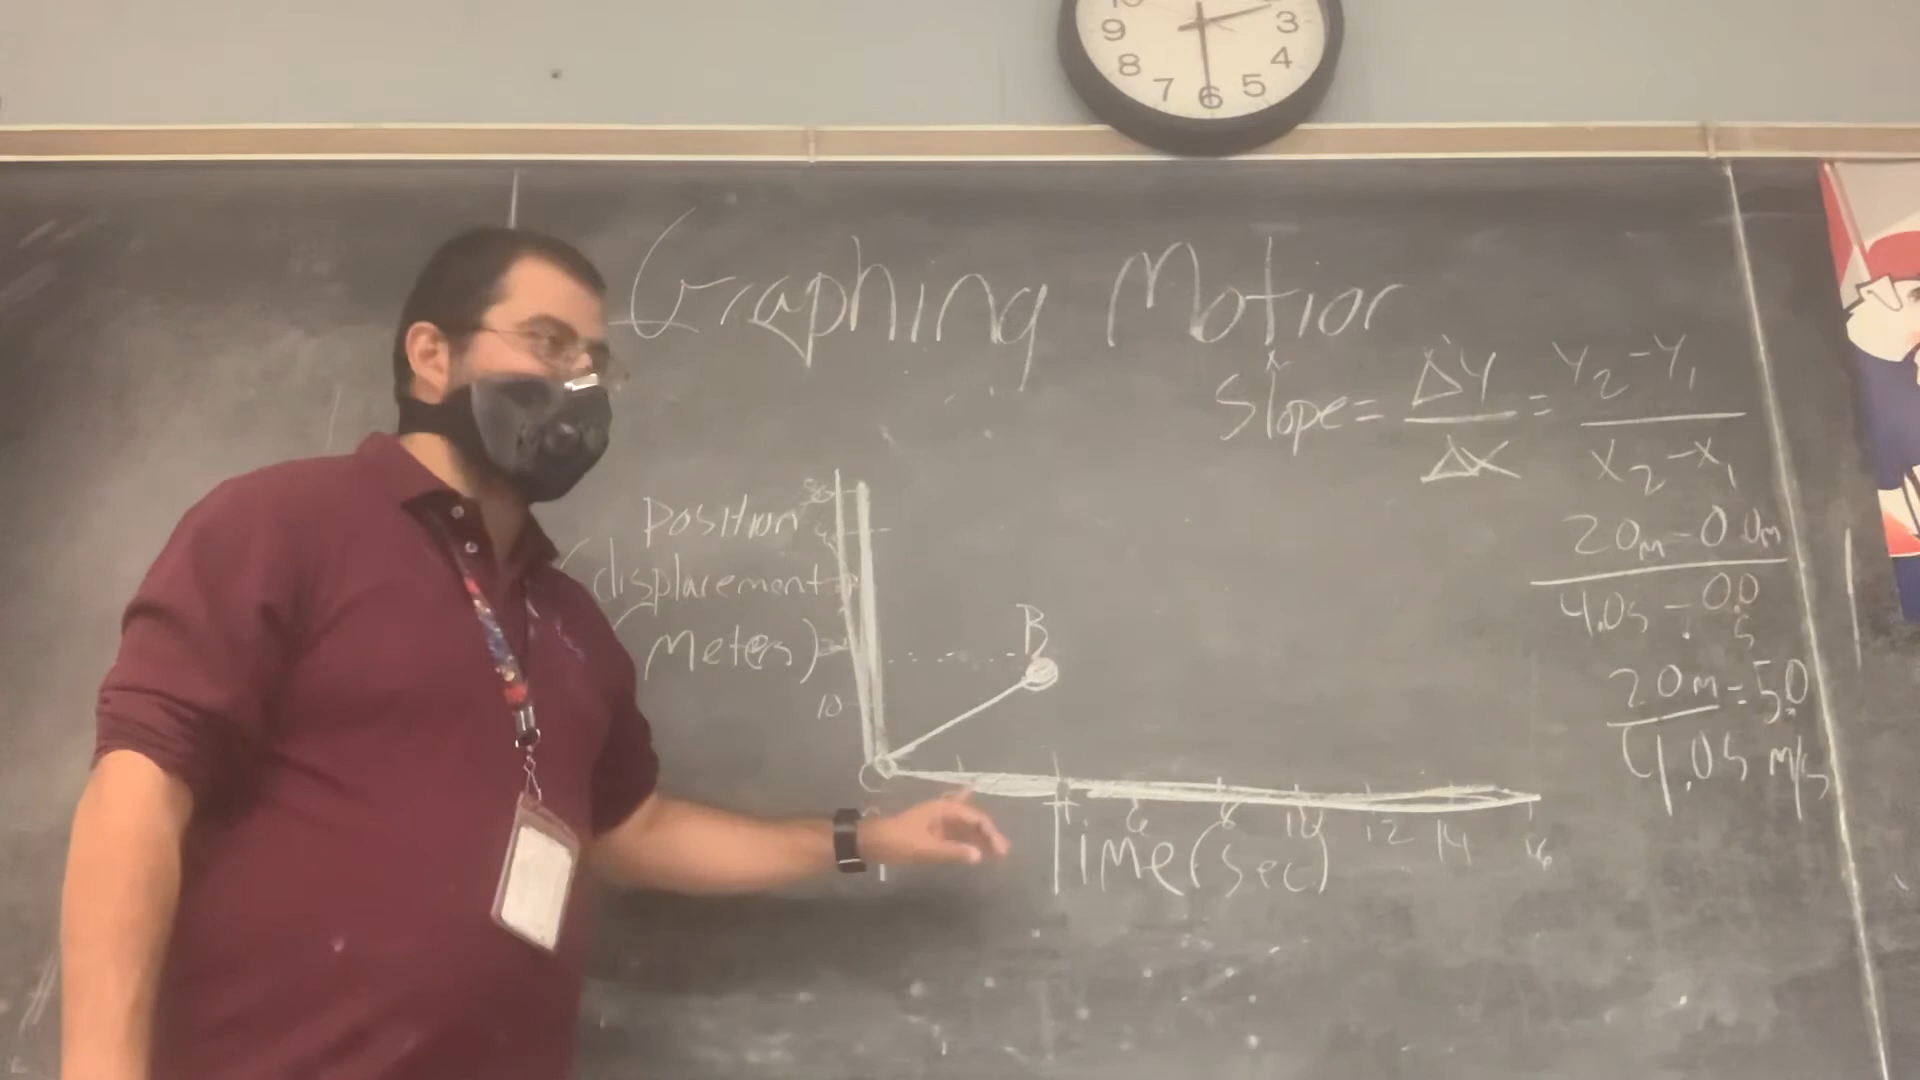 10
9
8
7
6
5
4
3
Graphing Motion
Slope = ΔY / ΔX = Y2 - Y1 / X2 - X1
20m - 0.0m
4.0s - 0.0s
20m = 5.0 m/s
4.0s
Position
(displacement
(Meters)
10
B
4 6 8 10 12 14 16
Time (sec)